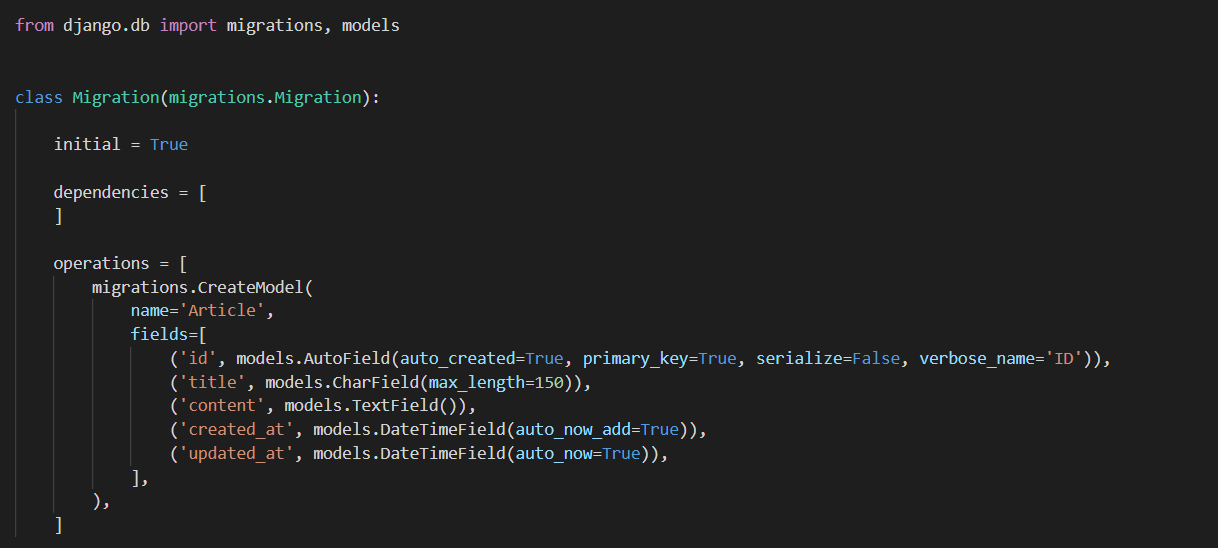 from django.db import migrations, models
class Migration(migrations.Migration):
initial = True
dependencies = [
]
operations = [
migrations.CreateModel(
name='Article',
fields=[
('id', models.AutoField(auto_created=True, primary_key=True, serialize=False, verbose_name='ID')),
('title', models.CharField(max_length=150)),
('content', models.TextField()),
('created_at', models.DateTimeField(auto_now_add=True)),
('updated_at', models.DateTimeField(auto_now=True)),
],
),
]